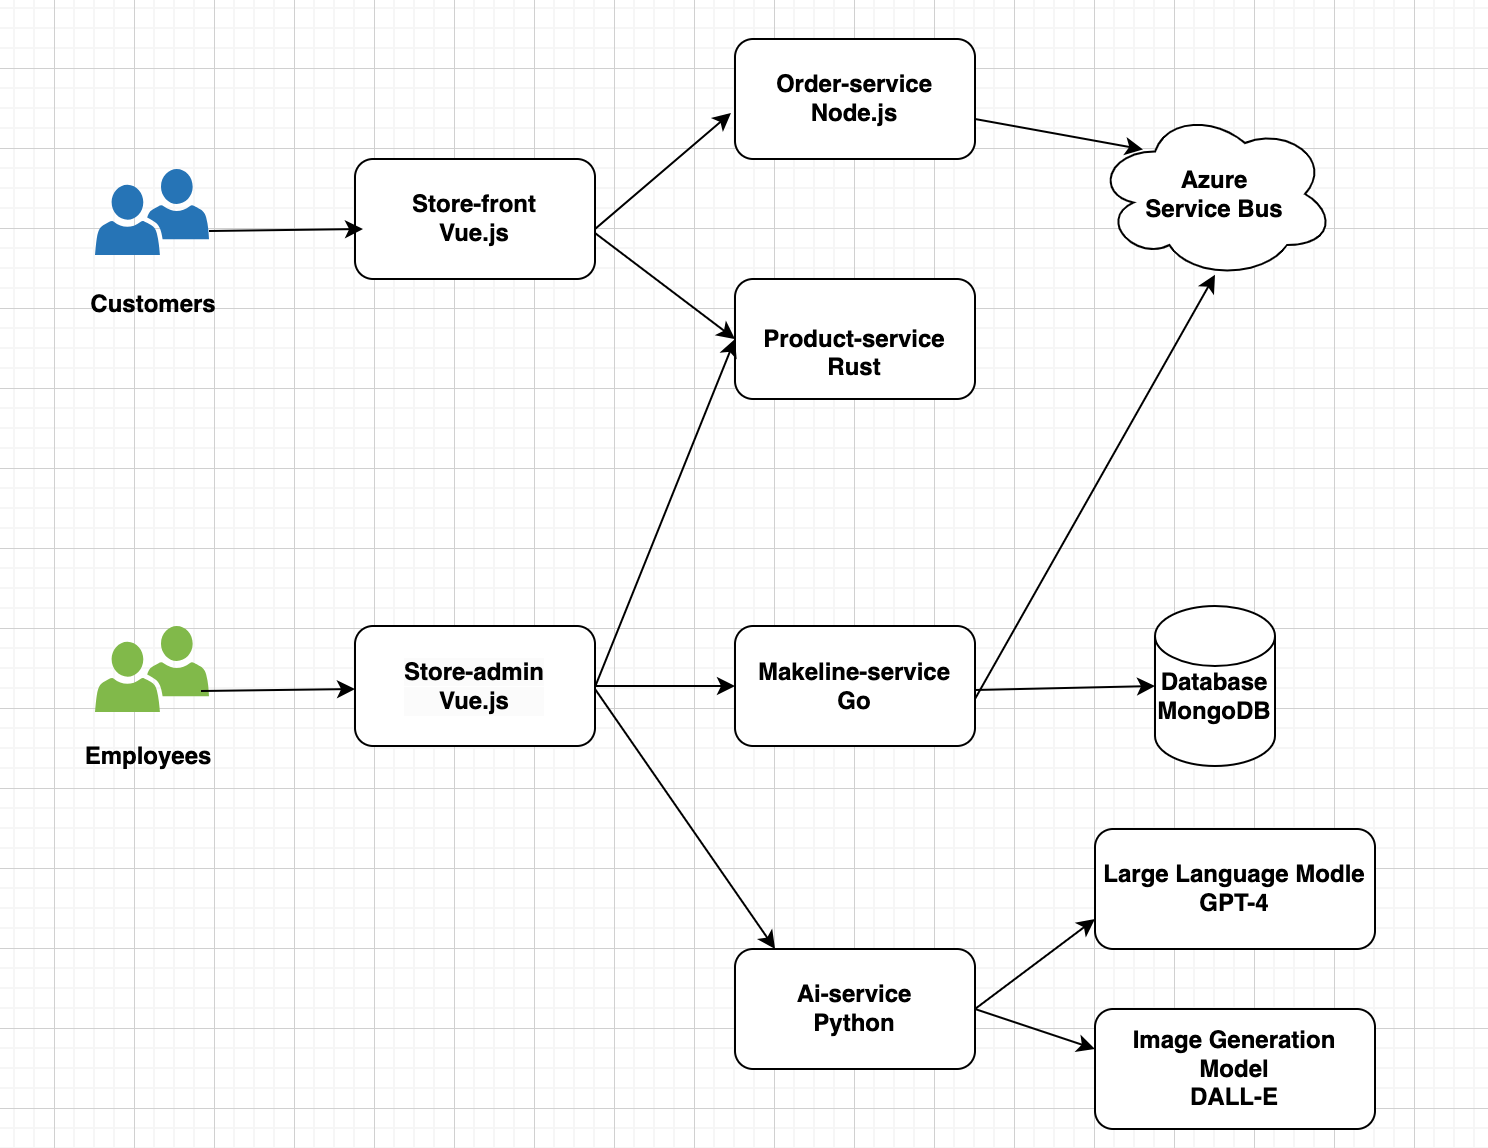 Order-service
Node.js
Azure
Service Bus
Store-front
Vue.js
Customers
Product-service
Rust
Store-admin
Vue.js
Employees
Makeline-service
Go
Database
MongoDB
Large Language Modle
GPT-4
Ai-service
Python
Image Generation
Model
DALL-E